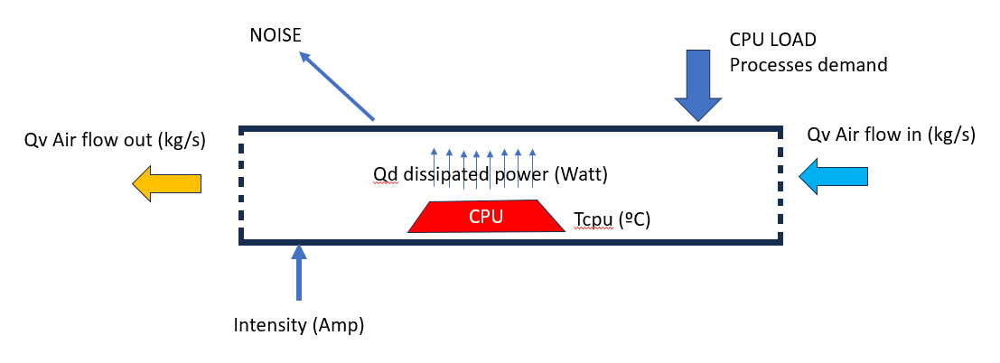 NOISE
CPU LOAD
Processes demand
Qv Air flow out (kg/s)
Qv Air flow in (kg/s)
Qd dissipated power (Watt)
CPU
Tcpu (ºC)
Intensity (Amp)